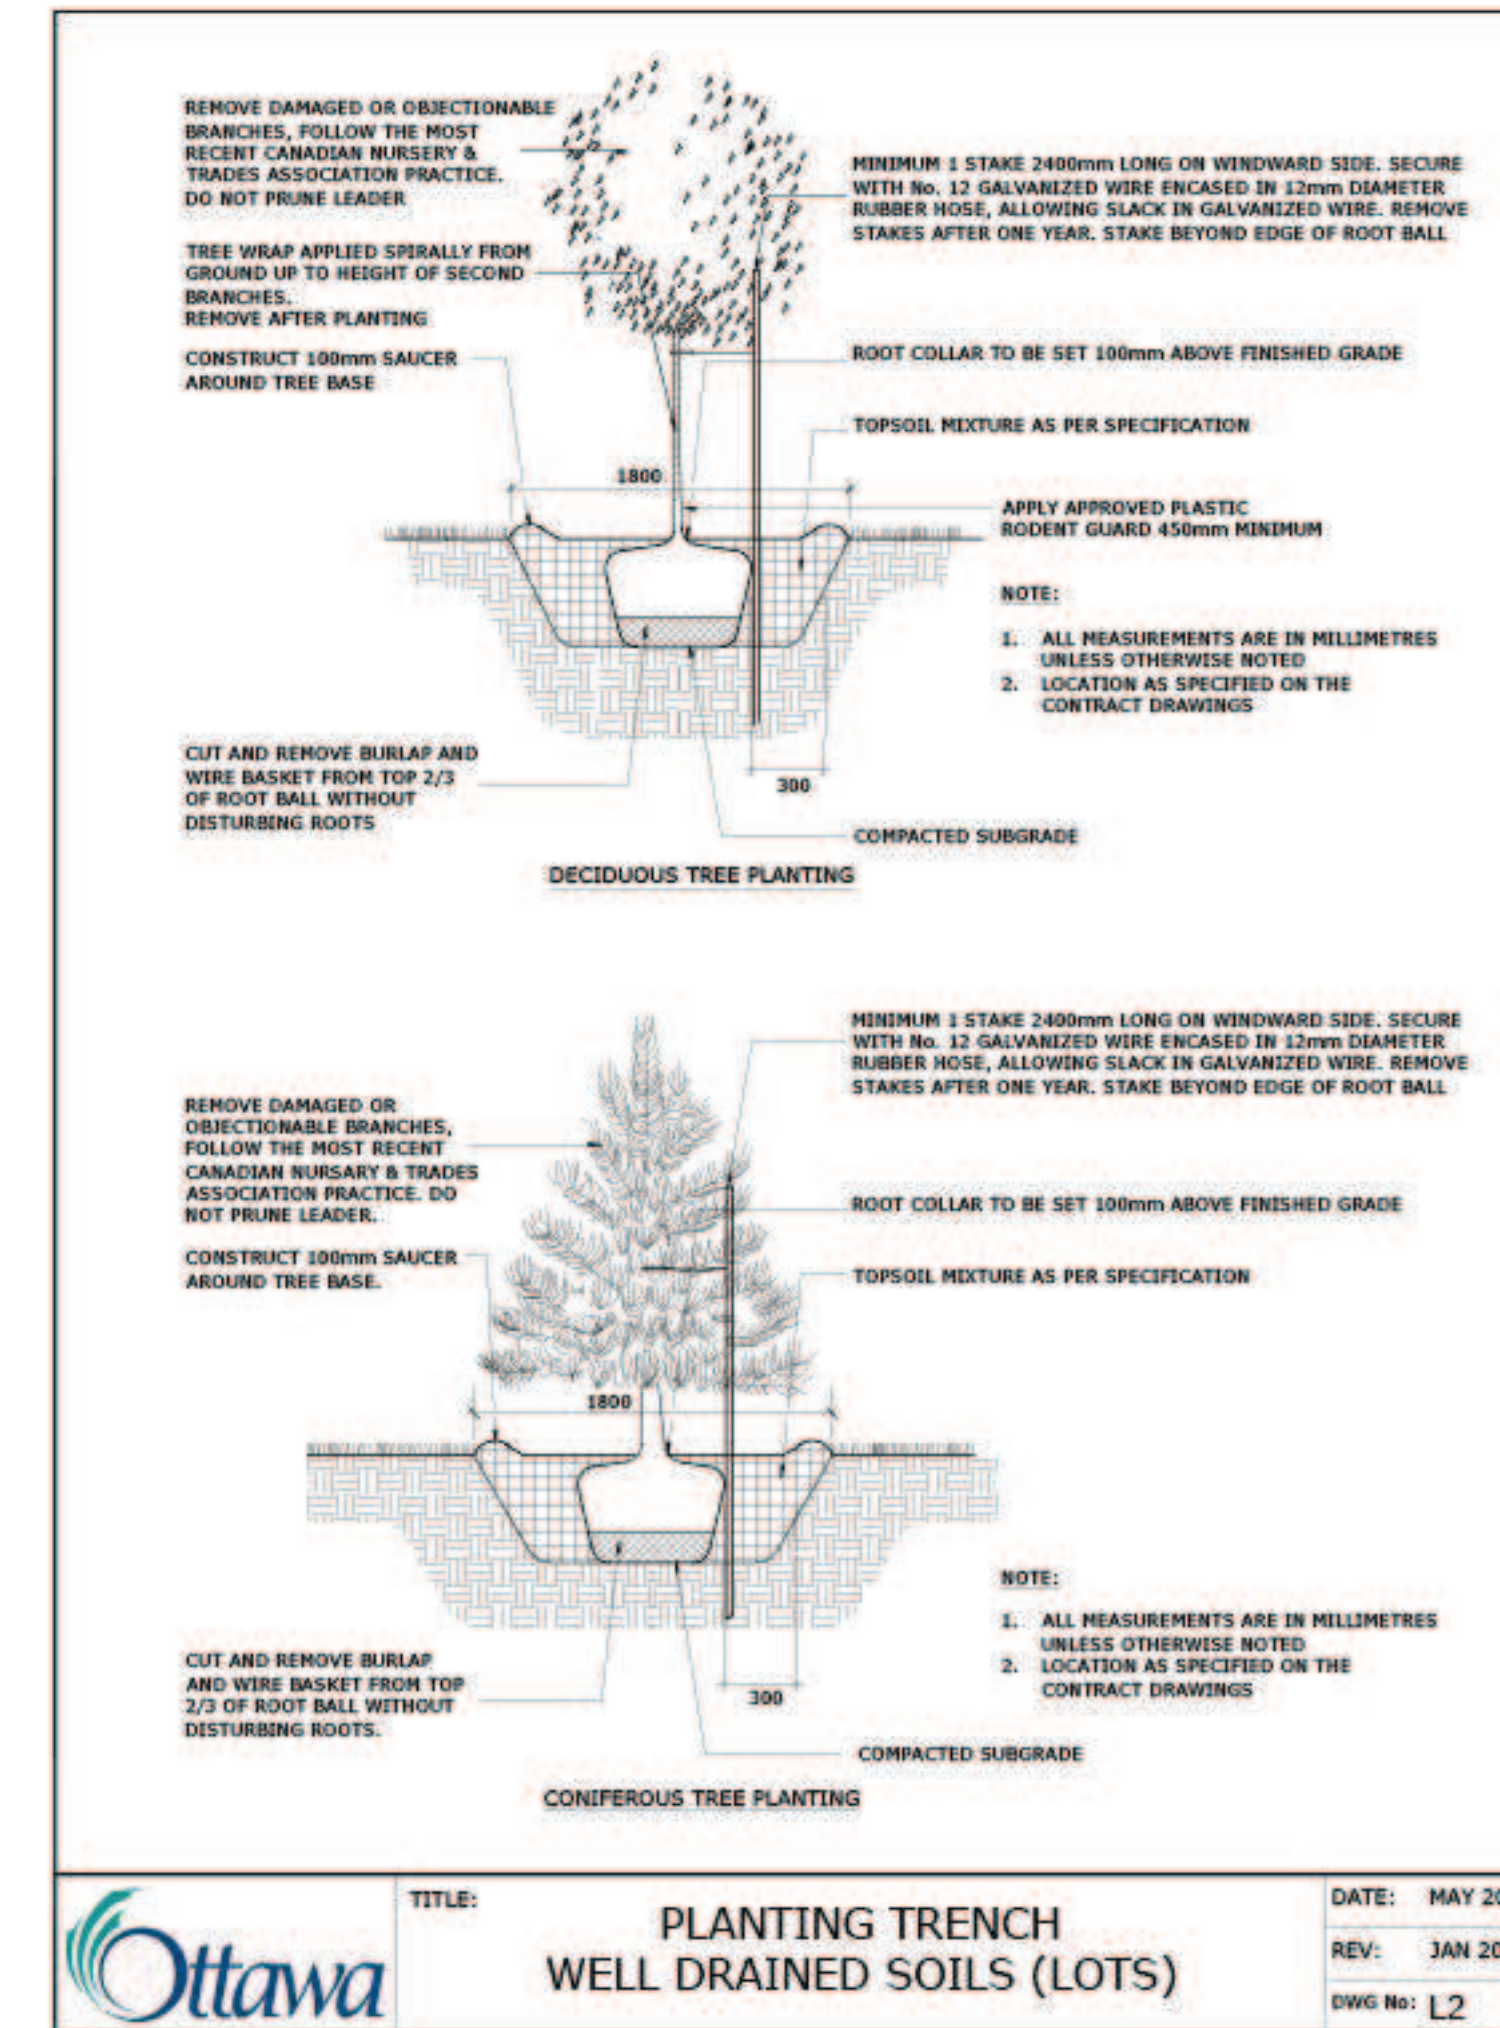 REMOVE DAMAGED OR OBJECTIONABLE
BRANCHES, FOLLOW THE MOST
RECENT CANADIAN NURSERY &
TRADES ASSOCIATION PRACTICE.
DO NOT PRUNE LEADER
TREE WRAP APPLIED SPIRALLY FROM
GROUND UP TO HEIGHT OF SECOND
BRANCHES.
REMOVE AFTER PLANTING
CONSTRUCT 100mm SAUCER
AROUND TREE BASE
MINIMUM 1 STAKE 2400mm LONG ON WINDWARD SIDE. SECURE
WITH No. 12 GALVANIZED WIRE ENCASED IN 12mm DIAMETER
RUBBER HOSE, ALLOWING SLACK IN GALVANIZED WIRE. REMOVE
STAKES AFTER ONE YEAR. STAKE BEYOND EDGE OF ROOT BALL
ROOT COLLAR TO BE SET 100mm ABOVE FINISHED GRADE
TOPSOIL MIXTURE AS PER SPECIFICATION
1800
APPLY APPROVED PLASTIC
RODENT GUARD 450mm MINIMUM
NOTE:
1. ALL MEASUREMENTS ARE IN MILLIMETRES
UNLESS OTHERWISE NOTED
2. LOCATION AS SPECIFIED ON THE
CONTRACT DRAWINGS
CUT AND REMOVE BURLAP AND
WIRE BASKET FROM TOP 2/3
OF ROOT BALL WITHOUT
DISTURBING ROOTS
300
COMPACTED SUBGRADE
DECIDUOUS TREE PLANTING
MINIMUM 1 STAKE 2400mm LONG ON WINDWARD SIDE. SECURE
WITH No. 12 GALVANIZED WIRE ENCASED IN 12mm DIAMETER
RUBBER HOSE, ALLOWING SLACK IN GALVANIZED WIRE. REMOVE
STAKES AFTER ONE YEAR. STAKE BEYOND EDGE OF ROOT BALL
REMOVE DAMAGED OR
OBJECTIONABLE BRANCHES,
FOLLOW THE MOST RECENT
CANADIAN NURSARY & TRADES
ASSOCIATION PRACTICE. DO
NOT PRUNE LEADER.
CONSTRUCT 100mm SAUCER
AROUND TREE BASE.
ROOT COLLAR TO BE SET 100mm ABOVE FINISHED GRADE
TOPSOIL MIXTURE AS PER SPECIFICATION
1800
NOTE:
1. ALL MEASUREMENTS ARE IN MILLIMETRES
UNLESS OTHERWISE NOTED
2. LOCATION AS SPECIFIED ON THE
CONTRACT DRAWINGS
CUT AND REMOVE BURLAP
AND WIRE BASKET FROM TOP
2/3 OF ROOT BALL WITHOUT
DISTURBING ROOTS.
300
COMPACTED SUBGRADE
CONIFEROUS TREE PLANTING
Ottawa
TITLE:
PLANTING TRENCH
WELL DRAINED SOILS (LOTS)
DATE: MAY 20
REV: JAN 20
DWG No: L2